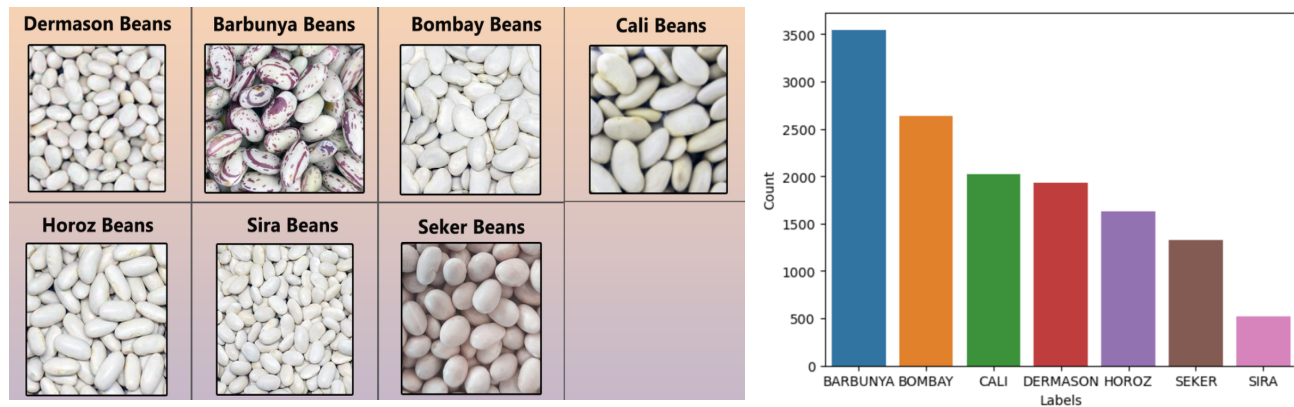 Dermason Beans
Barbunya Beans
Bombay Beans
Cali Beans
Horoz Beans
Sira Beans
Seker Beans
3500
3000
2500
2000
1500
1000
500
0
Count
BARBUNYA BOMBAY CALI DERMASON HOROZ SEKER SIRA
Labels